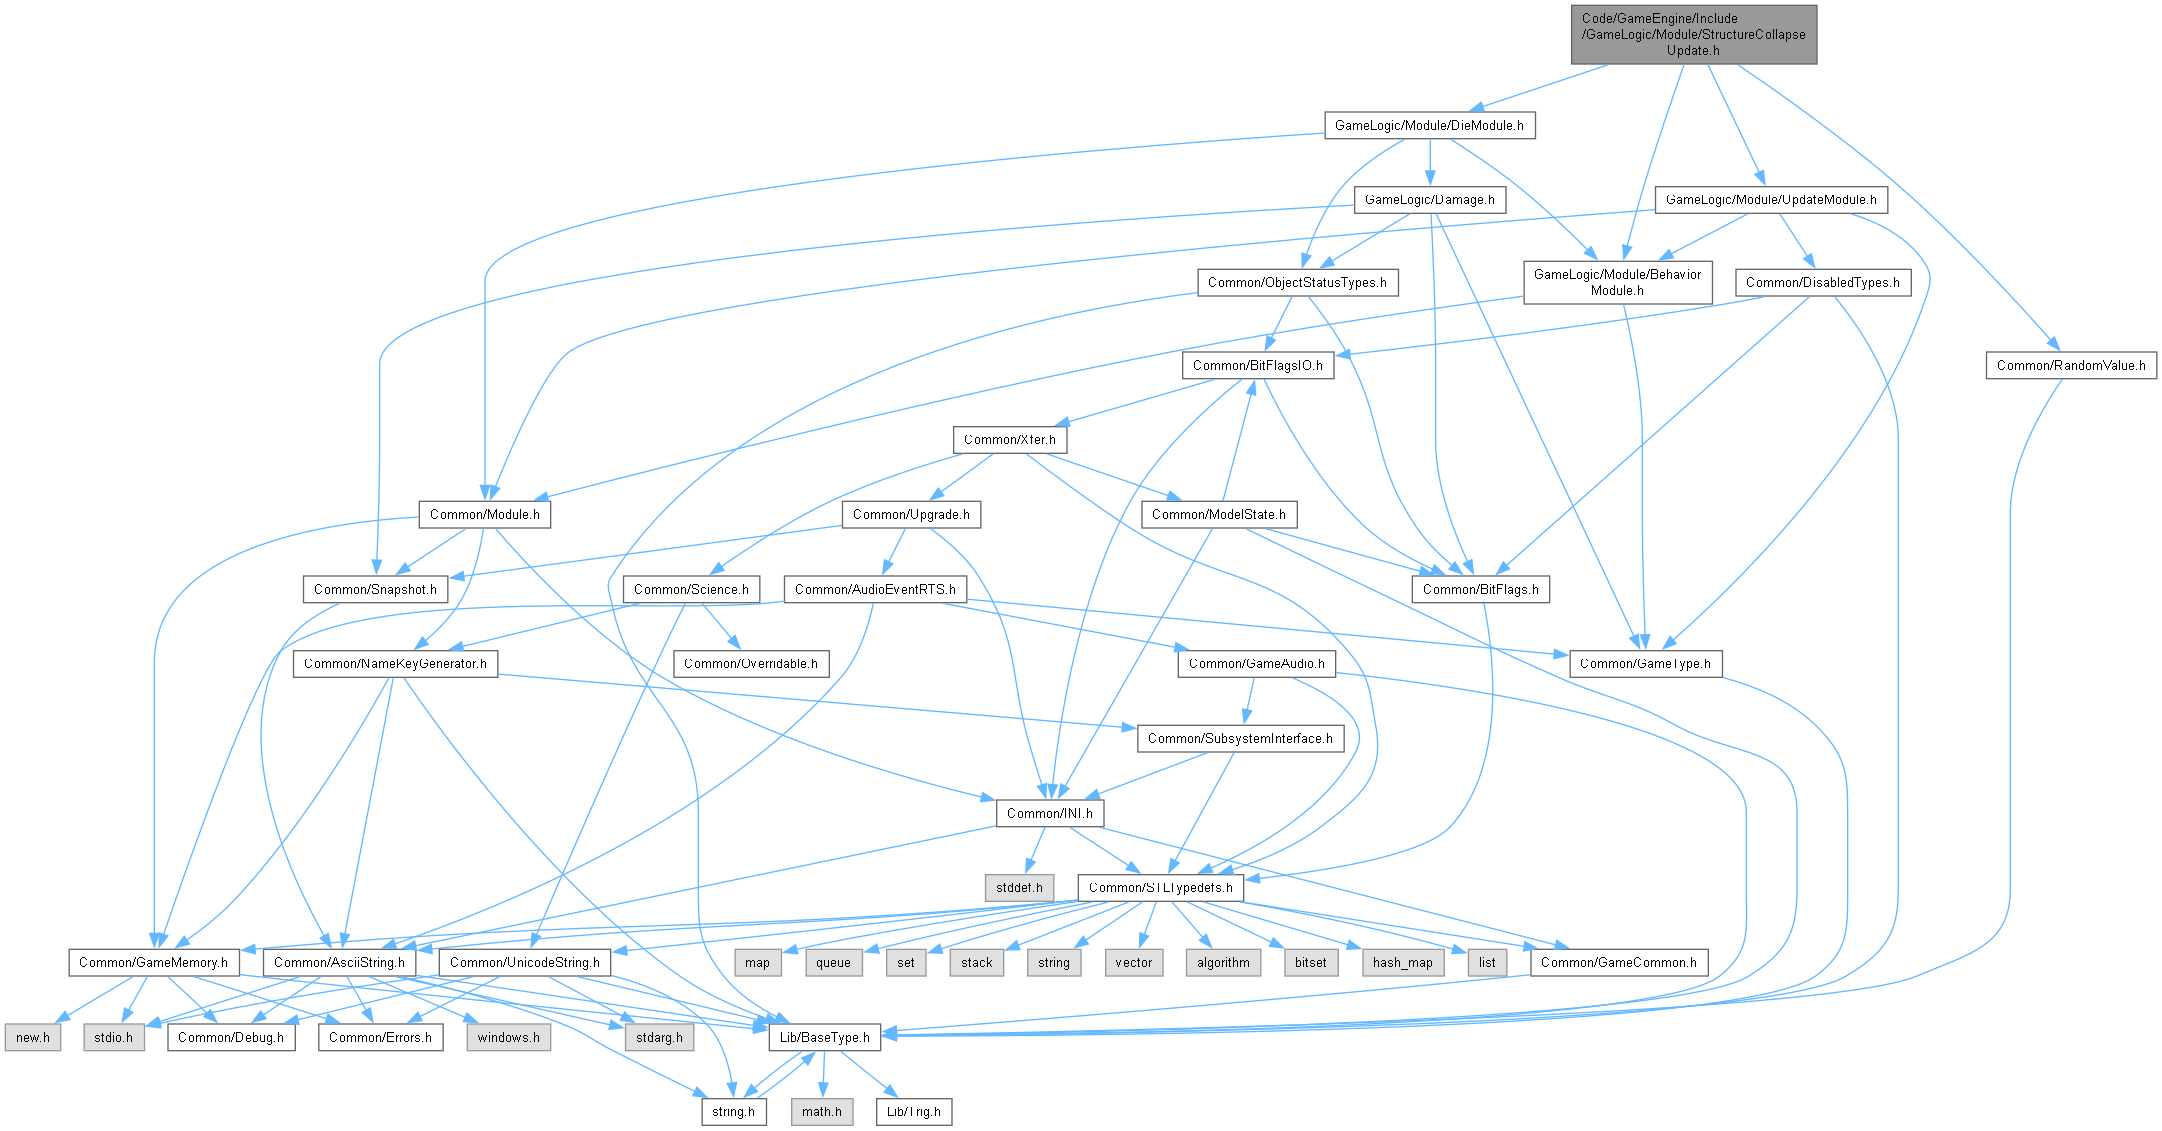 Code/GameEngine/Include
/GameLogic/Module/StructureCollapse
Update.h
GameLogic/Module/DieModule.h
GameLogic/Damage.h
GameLogic/Module/UpdateModule.h
Common/ObjectStatusTypes.h
GameLogic/Module/Behavior
Module.h
Common/DisabledTypes.h
Common/BitFlagsIO.h
Common/RandomValue.h
Common/Xfer.h
Common/Module.h
Common/Upgrade.h
Common/ModelState.h
Common/Snapshot.h
Common/Science.h
Common/AudioEventRTS.h
Common/BitFlags.h
Common/NameKeyGenerator.h
Common/Overridable.h
Common/GameAudio.h
Common/GameType.h
Common/SubsystemInterface.h
Common/INI.h
stddef.h
Common/STLTypedefs.h
Common/GameMemory.h
Common/AsciiString.h
Common/UnicodeString.h
map
queue
set
stack
string
vector
algorithm
bitset
hash_map
list
Common/GameCommon.h
new.h
stdio.h
Common/Debug.h
Common/Errors.h
windows.h
stdarg.h
Lib/BaseType.h
string.h
math.h
Lib/Trig.h